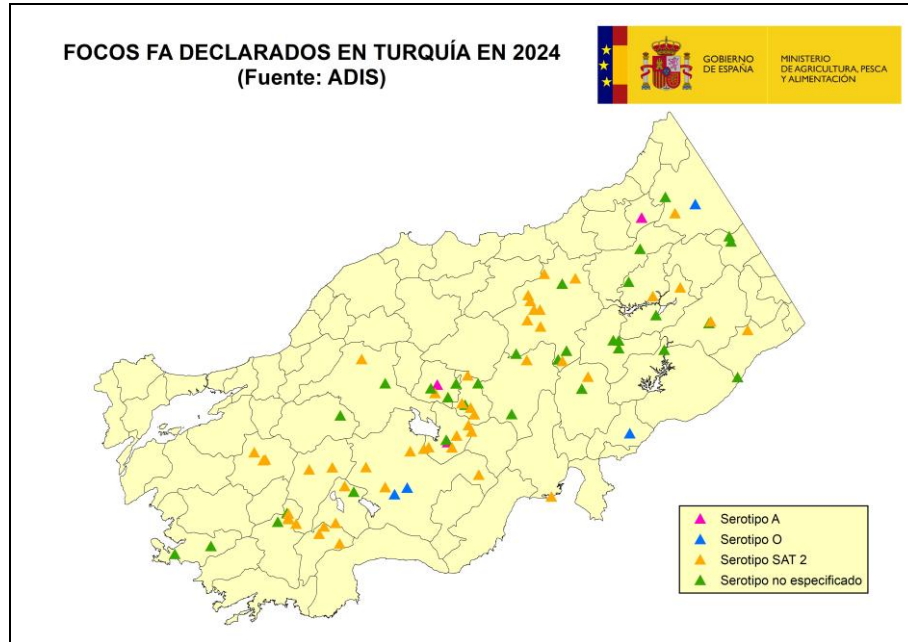 FOCOS FA DECLARADOS EN TURQUÍA EN 2024
(Fuente: ADIS)
GOBIERNO
DE ESPAÑA
MINISTERIO
DE AGRICULTURA, PESCA
Y ALIMENTACIÓN
Serotipo A
Serotipo O
Serotipo SAT 2
Serotipo no especificado